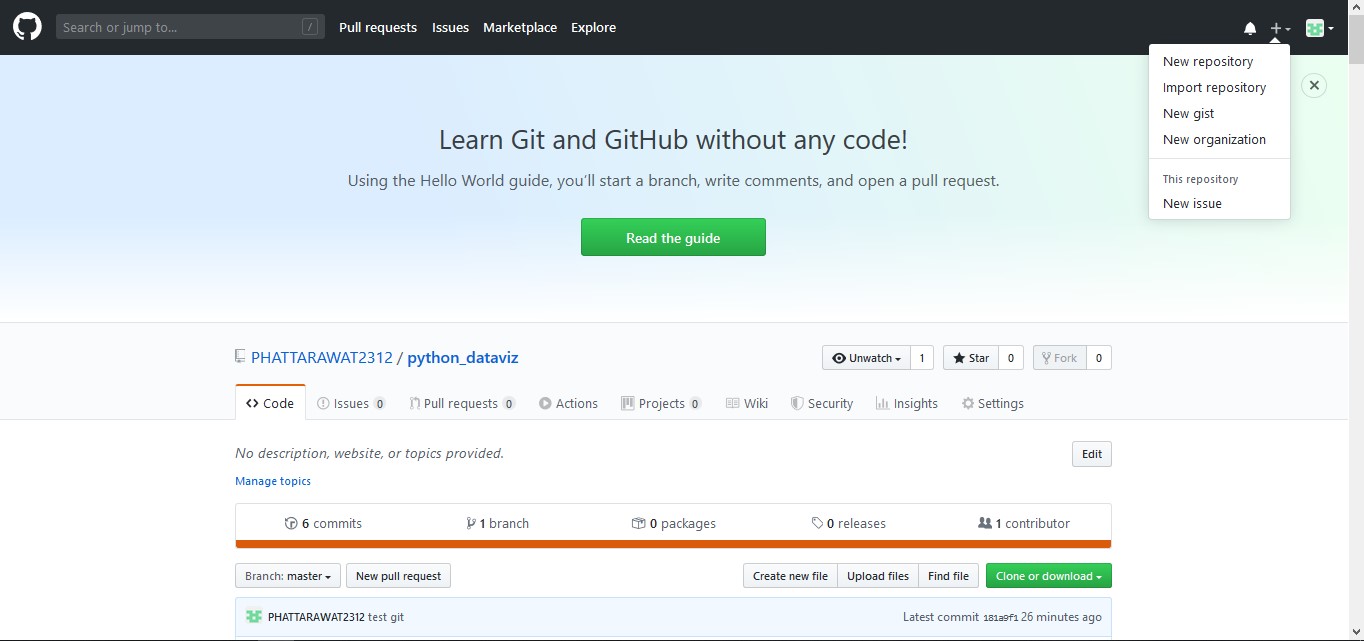 Search or jump to... / Pull requests Issues Marketplace Explore
New repository
Import repository
New gist
New organization
This repository
New issue
Learn Git and GitHub without any code!
Using the Hello World guide, you’ll start a branch, write comments, and open a pull request.
Read the guide
PHATTARAWAT2312 / python_dataviz Unwatch 1 Star 0 Fork 0
Code Issues 0 Pull requests 0 Actions Projects 0 Wiki Security Insights Settings
No description, website, or topics provided. Edit
Manage topics
6 commits 1 branch 0 packages 0 releases 1 contributor
Branch: master New pull request Create new file Upload files Find file Clone or download
PHATTARAWAT2312 test git Latest commit 181a9f1 26 minutes ago